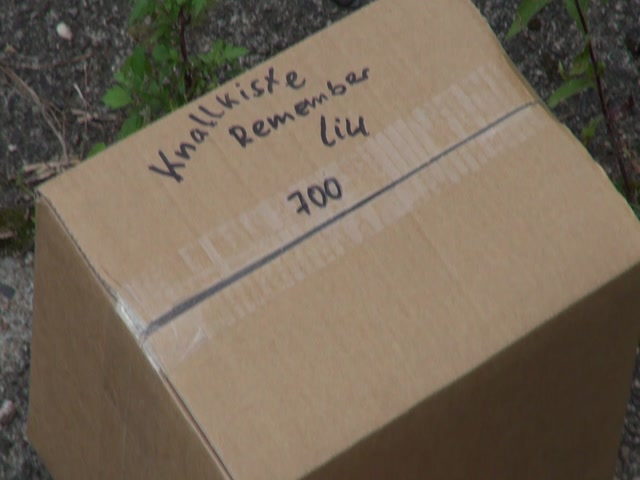 Knallkiste
Remember
liu
700